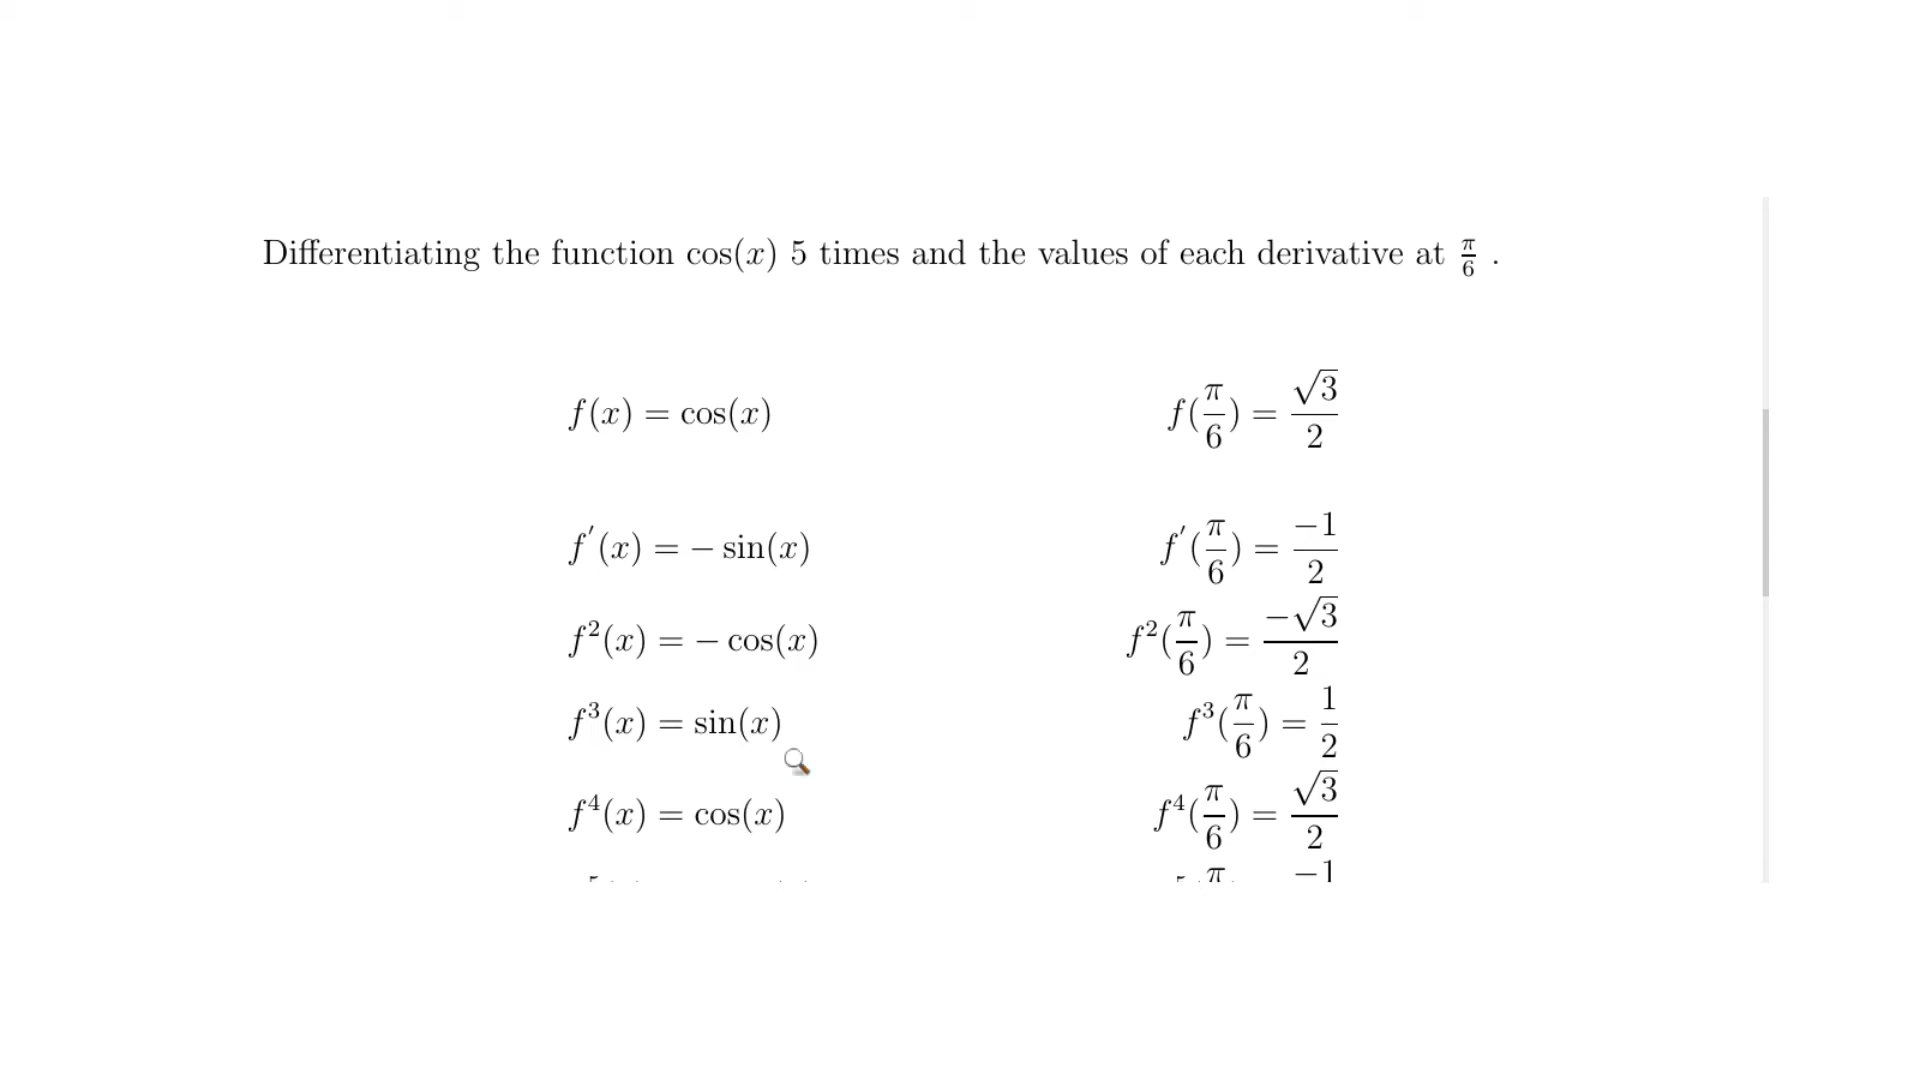 Differentiating the function cos(x) 5 times and the values of each derivative at π/6 .
f(x) = cos(x) f(π/6) = √3/2
f′(x) = − sin(x) f′(π/6) = −1/2
f²(x) = − cos(x) f²(π/6) = −√3/2
f³(x) = sin(x) f³(π/6) = 1/2
f⁴(x) = cos(x) f⁴(π/6) = √3/2